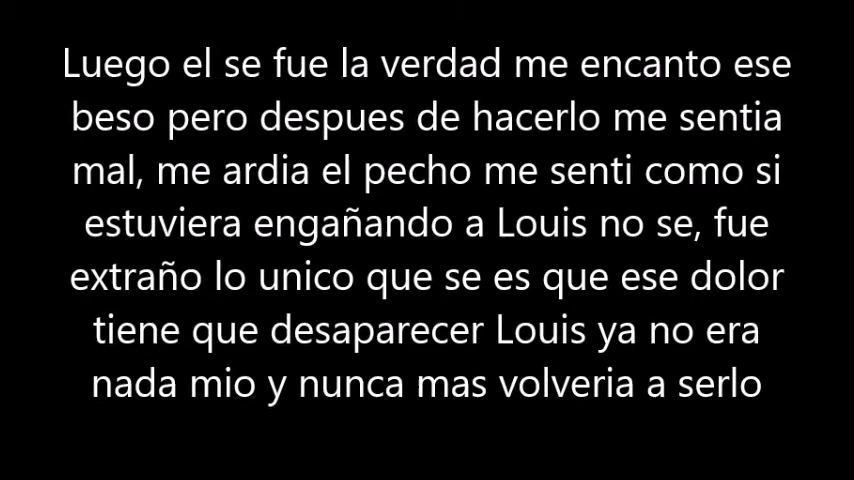 Luego el se fue la verdad me encanto ese
beso pero despues de hacerlo me sentia
mal, me ardia el pecho me senti como si
estuviera engañando a Louis no se, fue
extraño lo unico que se es que ese dolor
tiene que desaparecer Louis ya no era
nada mio y nunca mas volveria a serlo